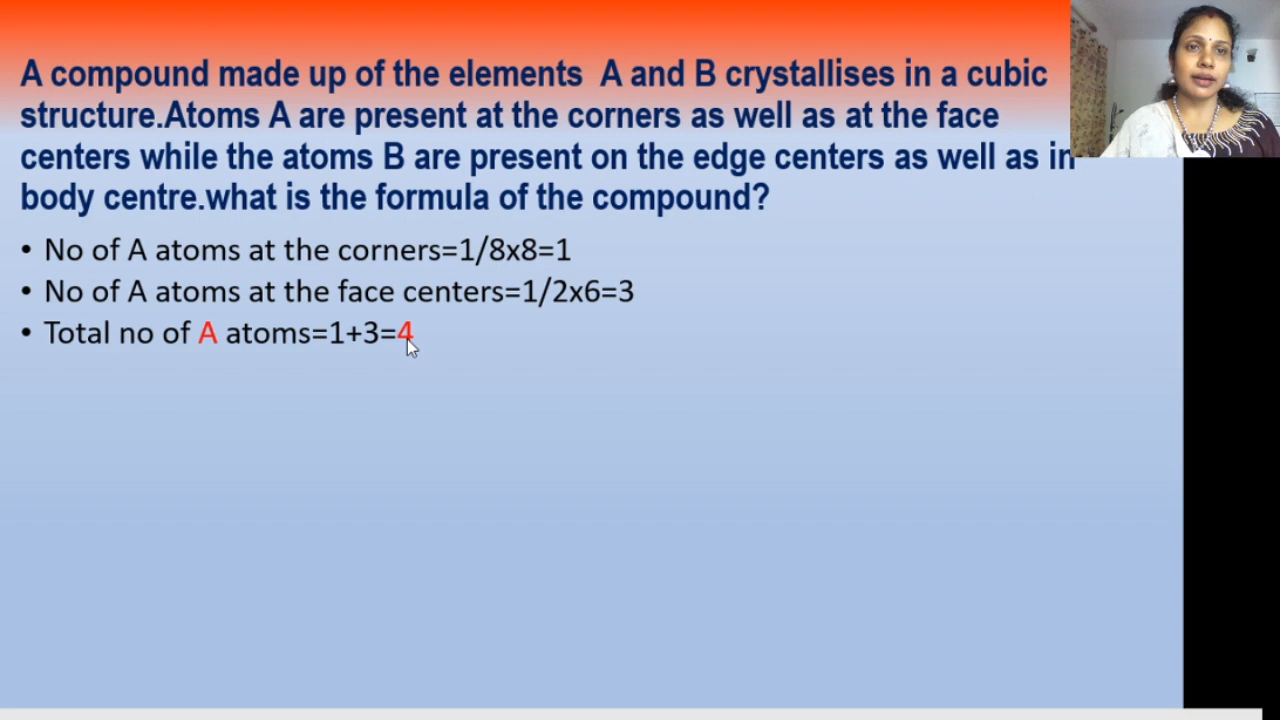 A compound made up of the elements A and B crystallises in a cubic
structure.Atoms A are present at the corners as well as at the face
centers while the atoms B are present on the edge centers as well as in
body centre.what is the formula of the compound?
• No of A atoms at the corners=1/8x8=1
• No of A atoms at the face centers=1/2x6=3
• Total no of A atoms=1+3=4